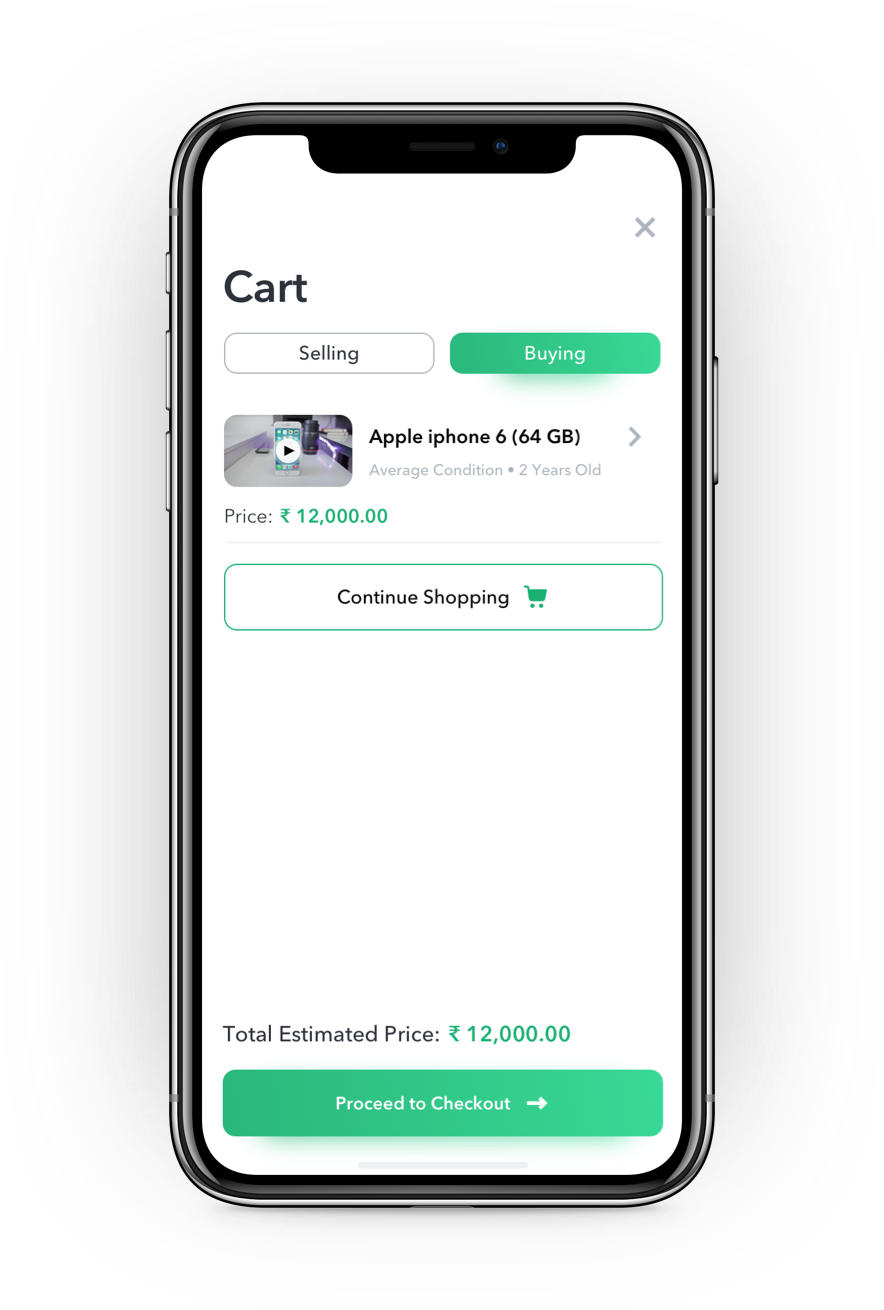 Cart
Selling
Buying
Apple iphone 6 (64 GB)
Average Condition • 2 Years Old
Price: ₹ 12,000.00
Continue Shopping
Total Estimated Price: ₹ 12,000.00
Proceed to Checkout